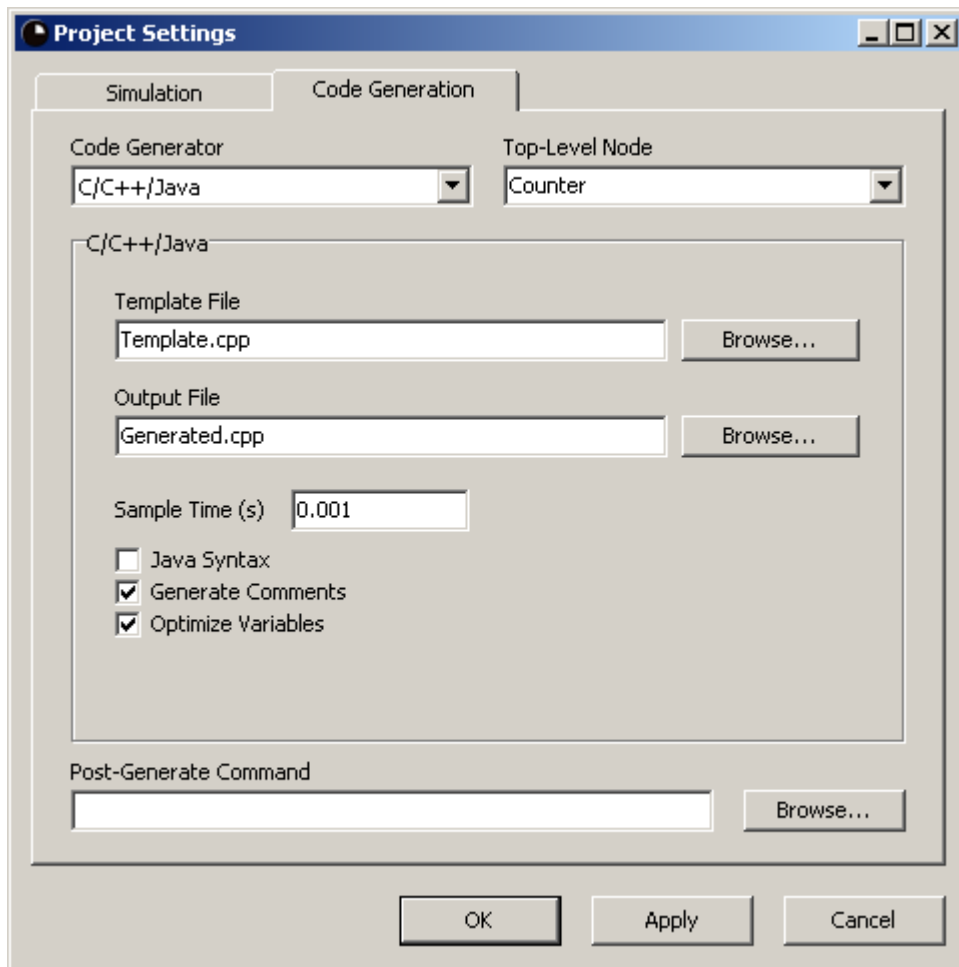 Project Settings
Simulation
Code Generation
Code Generator
Top-Level Node
C/C++/Java
Counter
C/C++/Java
Template File
Template.cpp
Browse...
Output File
Generated.cpp
Browse...
Sample Time (s)
0.001
Java Syntax
Generate Comments
Optimize Variables
Post-Generate Command
Browse...
OK
Apply
Cancel